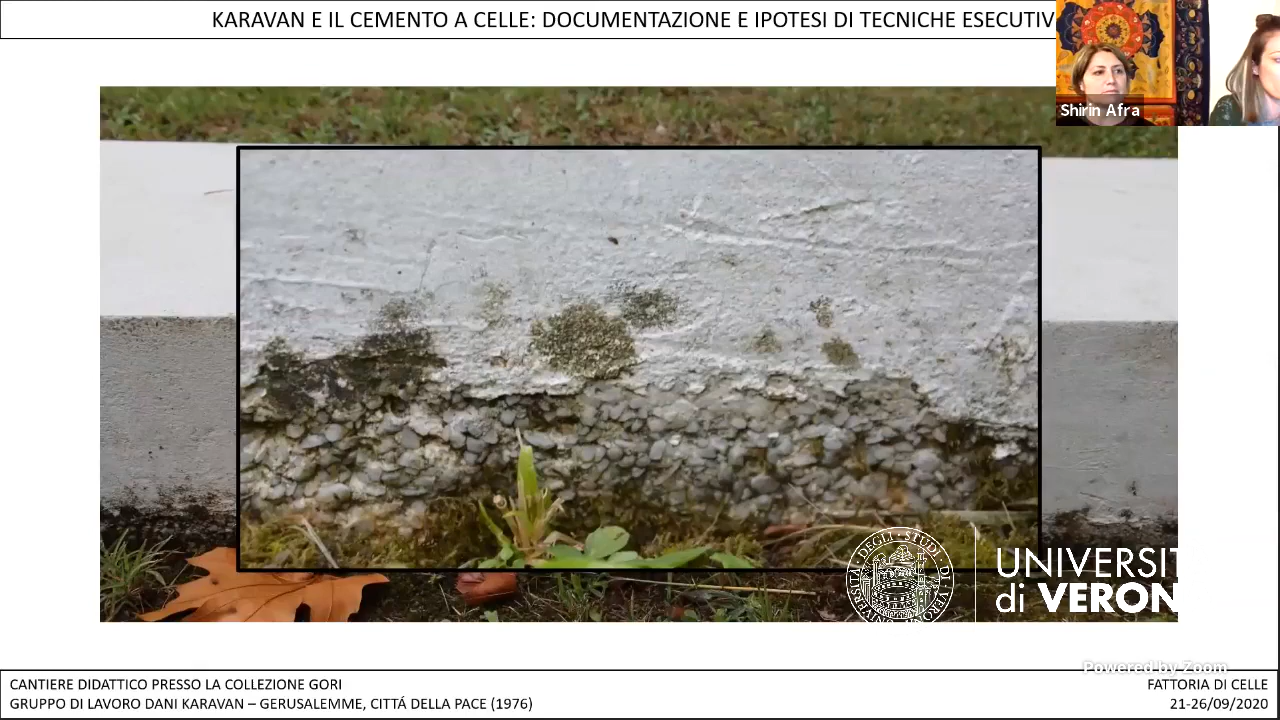 KARAVAN E IL CEMENTO A CELLE: DOCUMENTAZIONE E IPOTESI DI TECNICHE ESECUTIV
Shirin Afra
UNIVERSIT
di VERON
Powered by Zoom
CANTIERE DIDATTICO PRESSO LA COLLEZIONE GORI
GRUPPO DI LAVORO DANI KARAVAN – GERUSALEMME, CITTÁ DELLA PACE (1976)
FATTORIA DI CELLE
21-26/09/2020